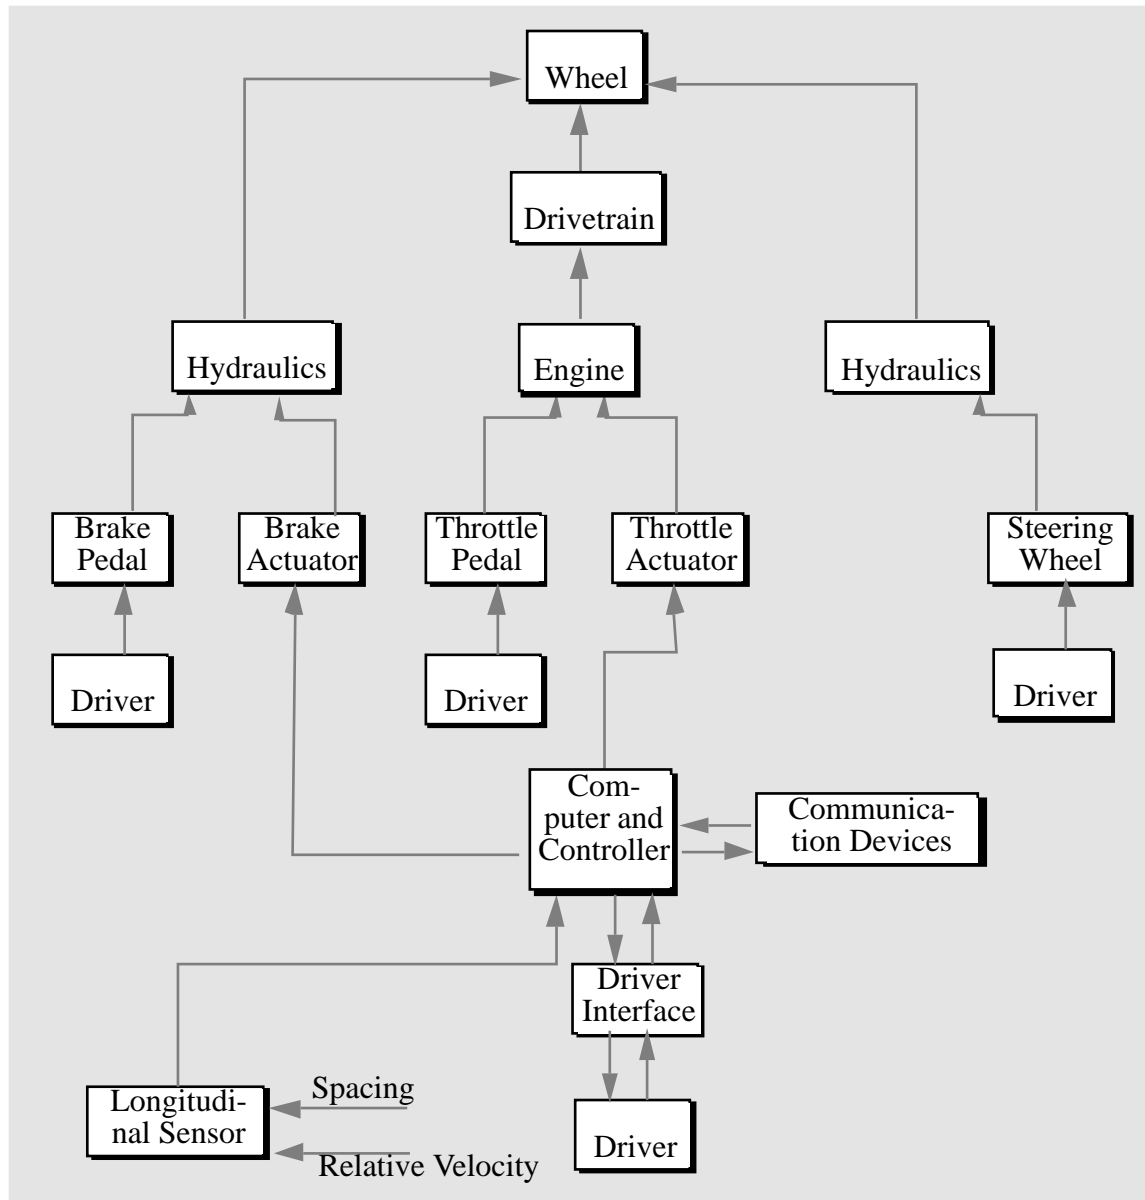 Wheel
Drivetrain
Hydraulics
Engine
Hydraulics
Brake
Pedal
Brake
Actuator
Throttle
Pedal
Throttle
Actuator
Steering
Wheel
Driver
Driver
Driver
Com-
puter and
Controller
Communica-
tion Devices
Driver
Interface
Longitudi-
nal Sensor
Spacing
Relative Velocity
Driver